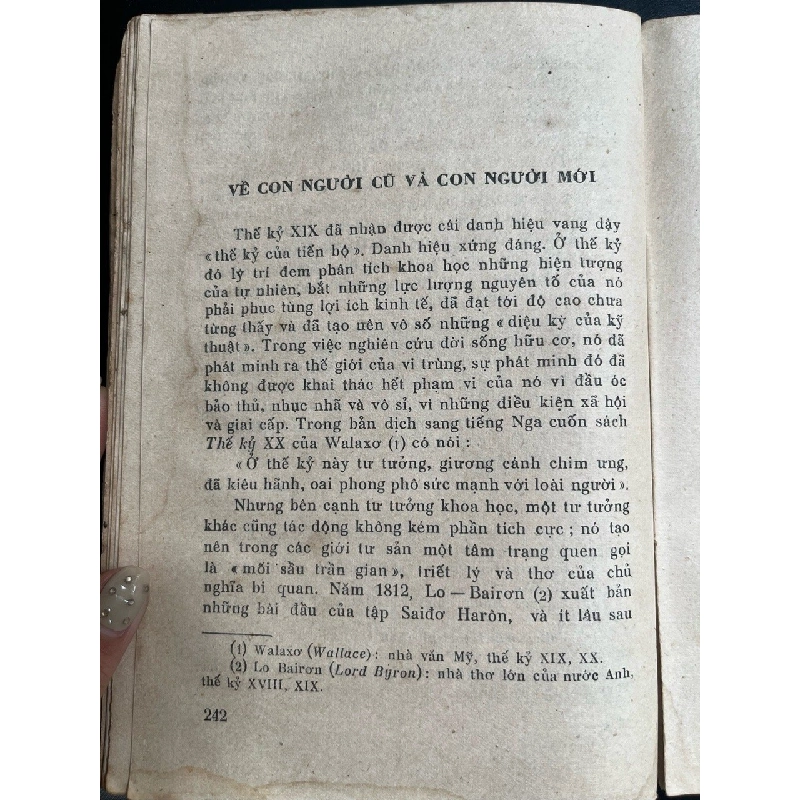 VỀ CON NGƯỜI CŨ VÀ CON NGƯỜI MỚI
Thế kỷ XIX đã nhận được cái danh hiệu vang dậy
« thế kỷ của tiến bộ ». Danh hiệu xứng đáng. Ở thế kỷ
đó lý trí đem phân tích khoa học những hiện tượng
của tự nhiên, bắt những lực lượng nguyên tố của nó
phải phục tùng lợi ích kinh tế, đã đạt tới độ cao chưa
từng thấy và đã tạo nên vô số những « diệu kỳ của kỹ
thuật ». Trong việc nghiên cứu đời sống hữu cơ, nó đã
phát minh ra thế giới của vi trùng, sự phát minh đó đã
không được khai thác hết phạm vi của nó vì đầu óc
bảo thủ, nhục nhã và vô sỉ, vì những điều kiện xã hội
và giai cấp. Trong bản dịch sang tiếng Nga cuốn sách
Thế kỷ XX của Walaxơ (1) có nói :
« Ở thế kỷ này tư tưởng, giương cánh chim ưng,
đã kiêu hãnh, oai phong phô sức mạnh với loài người ».
Nhưng bên cạnh tư tưởng khoa học, một tư tưởng
khác cũng tác động không kém phần tích cực ; nó tạo
nên trong các giới tư sản một tâm trạng quen gọi
là « mối sầu trần gian », triết lý và thơ của chủ
nghĩa bi quan. Năm 1812, Lo — Bairơn (2) xuất bản
những bài đầu của tập Saiđơ Harôn, và ít lâu sau
(1) Walaxơ (Wallace) : nhà văn Mỹ, thế kỷ XIX, XX.
(2) Lo Bairơn (Lord Byron) : nhà thơ lớn của nước Anh,
thế kỷ XVIII, XIX.
242